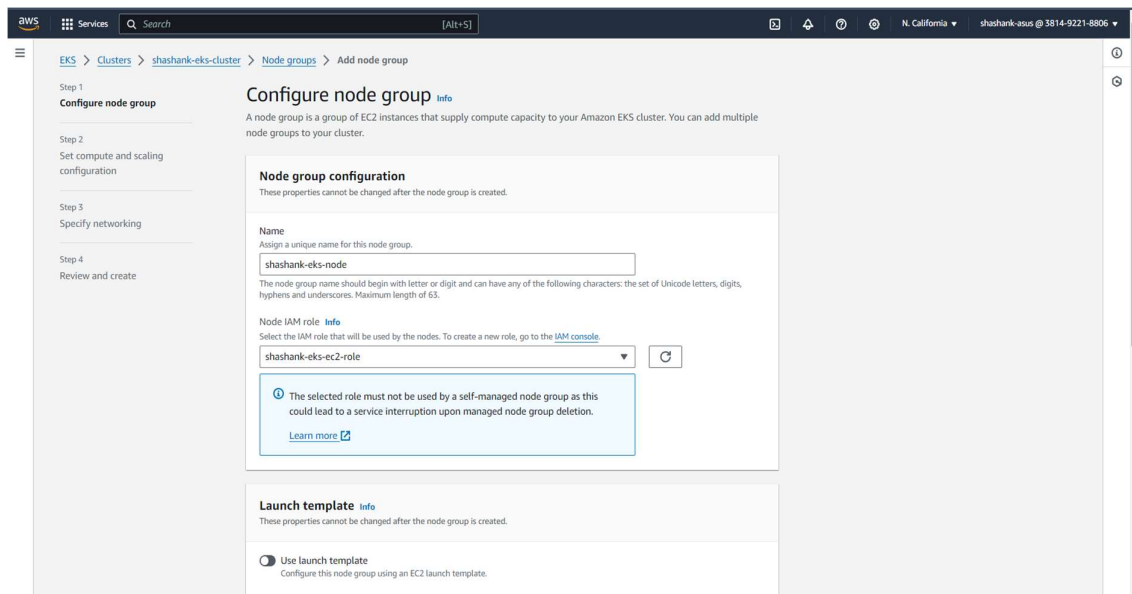 aws
Services
Search
[Alt+S]
N. California
shashank-asus @ 3814-9221-8806
EKS > Clusters > shashank-eks-cluster > Node groups > Add node group
Step 1
Configure node group
Step 2
Set compute and scaling
configuration
Step 3
Specify networking
Step 4
Review and create
Configure node group Info
A node group is a group of EC2 instances that supply compute capacity to your Amazon EKS cluster. You can add multiple
node groups to your cluster.
Node group configuration
These properties cannot be changed after the node group is created.
Name
Assign a unique name for this node group.
shashank-eks-node
The node group name should begin with letter or digit and can have any of the following characters: the set of Unicode letters, digits,
hyphens and underscores. Maximum length of 63.
Node IAM role Info
Select the IAM role that will be used by the nodes. To create a new role, go to the IAM console.
shashank-eks-ec2-role
The selected role must not be used by a self-managed node group as this
could lead to a service interruption upon managed node group deletion.
Learn more
Launch template Info
These properties cannot be changed after the node group is created.
Use launch template
Configure this node group using an EC2 launch template.